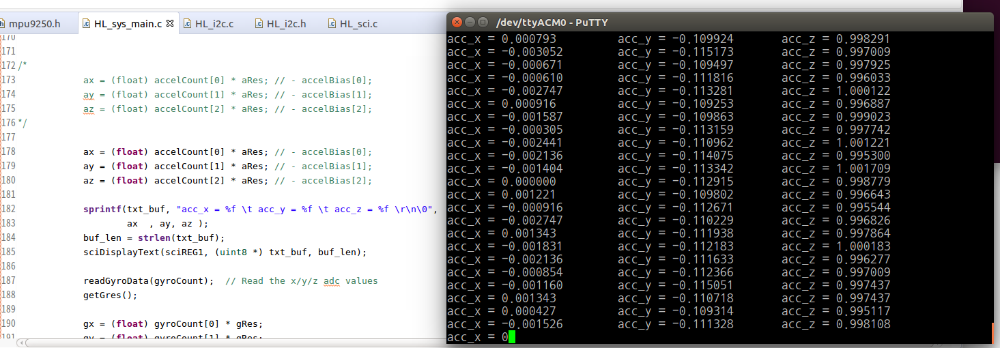 mpu9250.h HL_sys_main.c HL_i2c.c HL_i2c.h HL_sci.c
170
171
172 /*
173 ax = (float) accelCount[0] * aRes; // - accelBias[0];
174 ay = (float) accelCount[1] * aRes; // - accelBias[1];
175 az = (float) accelCount[2] * aRes; // - accelBias[2];
176 */
177
178 ax = (float) accelCount[0] * aRes; // - accelBias[0];
179 ay = (float) accelCount[1] * aRes; // - accelBias[1];
180 az = (float) accelCount[2] * aRes; // - accelBias[2];
181
182 sprintf(txt_buf, "acc_x = %f \t acc_y = %f \t acc_z = %f \r\n\0",
183 ax , ay, az );
184 buf_len = strlen(txt_buf);
185 sciDisplayText(sciREG1, (uint8 *) txt_buf, buf_len);
186
187 readGyroData(gyroCount); // Read the x/y/z adc values
188 getGres();
189
190 gx = (float) gyroCount[0] * gRes;
191 gy = (float) gyroCount[1] * gRes;
/dev/ttyACM0 - PuTTY
acc_x = 0.000793 acc_y = -0.109924 acc_z = 0.998291
acc_x = -0.003052 acc_y = -0.115173 acc_z = 0.997009
acc_x = -0.000671 acc_y = -0.109497 acc_z = 0.997925
acc_x = -0.000610 acc_y = -0.111816 acc_z = 0.996033
acc_x = -0.002747 acc_y = -0.113281 acc_z = 1.000122
acc_x = 0.000916 acc_y = -0.109253 acc_z = 0.996887
acc_x = -0.001587 acc_y = -0.109863 acc_z = 0.999023
acc_x = -0.000305 acc_y = -0.113159 acc_z = 0.997742
acc_x = -0.002441 acc_y = -0.110962 acc_z = 1.001221
acc_x = -0.002136 acc_y = -0.114075 acc_z = 0.995300
acc_x = -0.001404 acc_y = -0.113342 acc_z = 1.001709
acc_x = 0.000000 acc_y = -0.112915 acc_z = 0.998779
acc_x = 0.001221 acc_y = -0.109802 acc_z = 0.996643
acc_x = -0.000916 acc_y = -0.112671 acc_z = 0.995544
acc_x = -0.002747 acc_y = -0.110229 acc_z = 0.996826
acc_x = 0.001343 acc_y = -0.111938 acc_z = 0.997864
acc_x = -0.001831 acc_y = -0.112183 acc_z = 1.000183
acc_x = -0.002136 acc_y = -0.111633 acc_z = 0.996277
acc_x = -0.000854 acc_y = -0.112366 acc_z = 0.997009
acc_x = -0.001160 acc_y = -0.115051 acc_z = 0.997437
acc_x = 0.001343 acc_y = -0.110718 acc_z = 0.997437
acc_x = 0.000427 acc_y = -0.109314 acc_z = 0.995117
acc_x = -0.001526 acc_y = -0.111328 acc_z = 0.998108
acc_x = 0